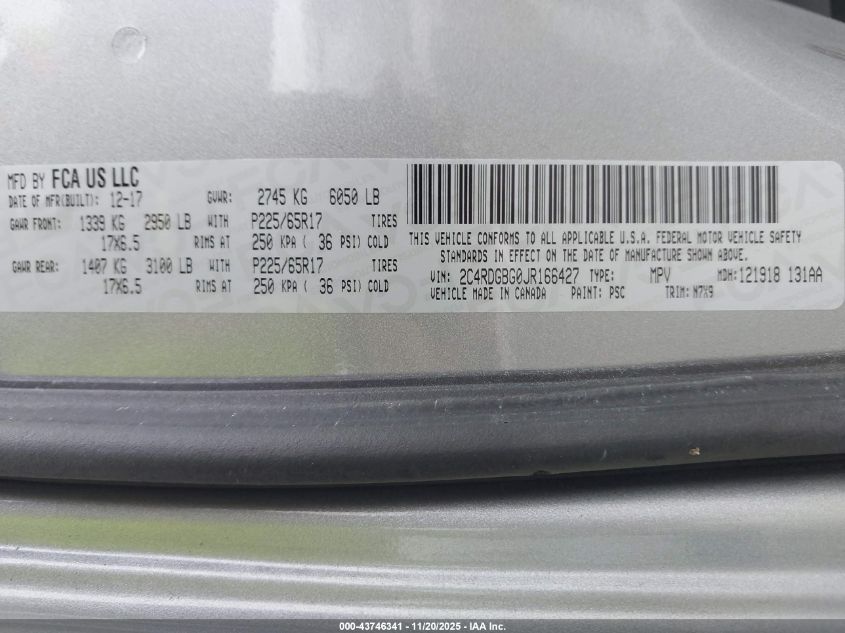 MFD BY FCA US LLC
DATE OF MFR(BUILT): 12-17 GVWR: 2745 KG 6050 LB
GAWR FRONT: 1339 KG 2950 LB WITH P225/65R17 TIRES
17X6.5 RIMS AT 250 KPA ( 36 PSI) COLD
GAWR REAR: 1407 KG 3100 LB WITH P225/65R17 TIRES
17X6.5 RIMS AT 250 KPA ( 36 PSI) COLD
THIS VEHICLE CONFORMS TO ALL APPLICABLE U.S.A. FEDERAL MOTOR VEHICLE SAFETY
STANDARDS IN EFFECT ON THE DATE OF MANUFACTURE SHOWN ABOVE.
VIN: 2C4RDGBG0JR166427 TYPE: MPV MDH: 121918 131AA
VEHICLE MADE IN CANADA PAINT: PSC TRIM: N7X9
000-43746341 - 11/20/2025 - IAA Inc.